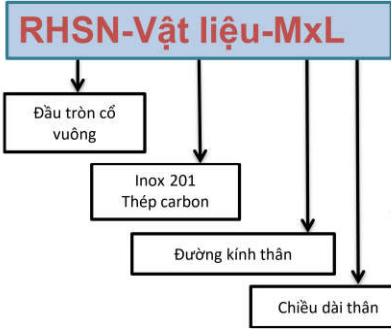 RHSN-Vật liệu-MxL
Đầu tròn cổ
vuông
Inox 201
Thép carbon
Đường kính thân
Chiều dài thân